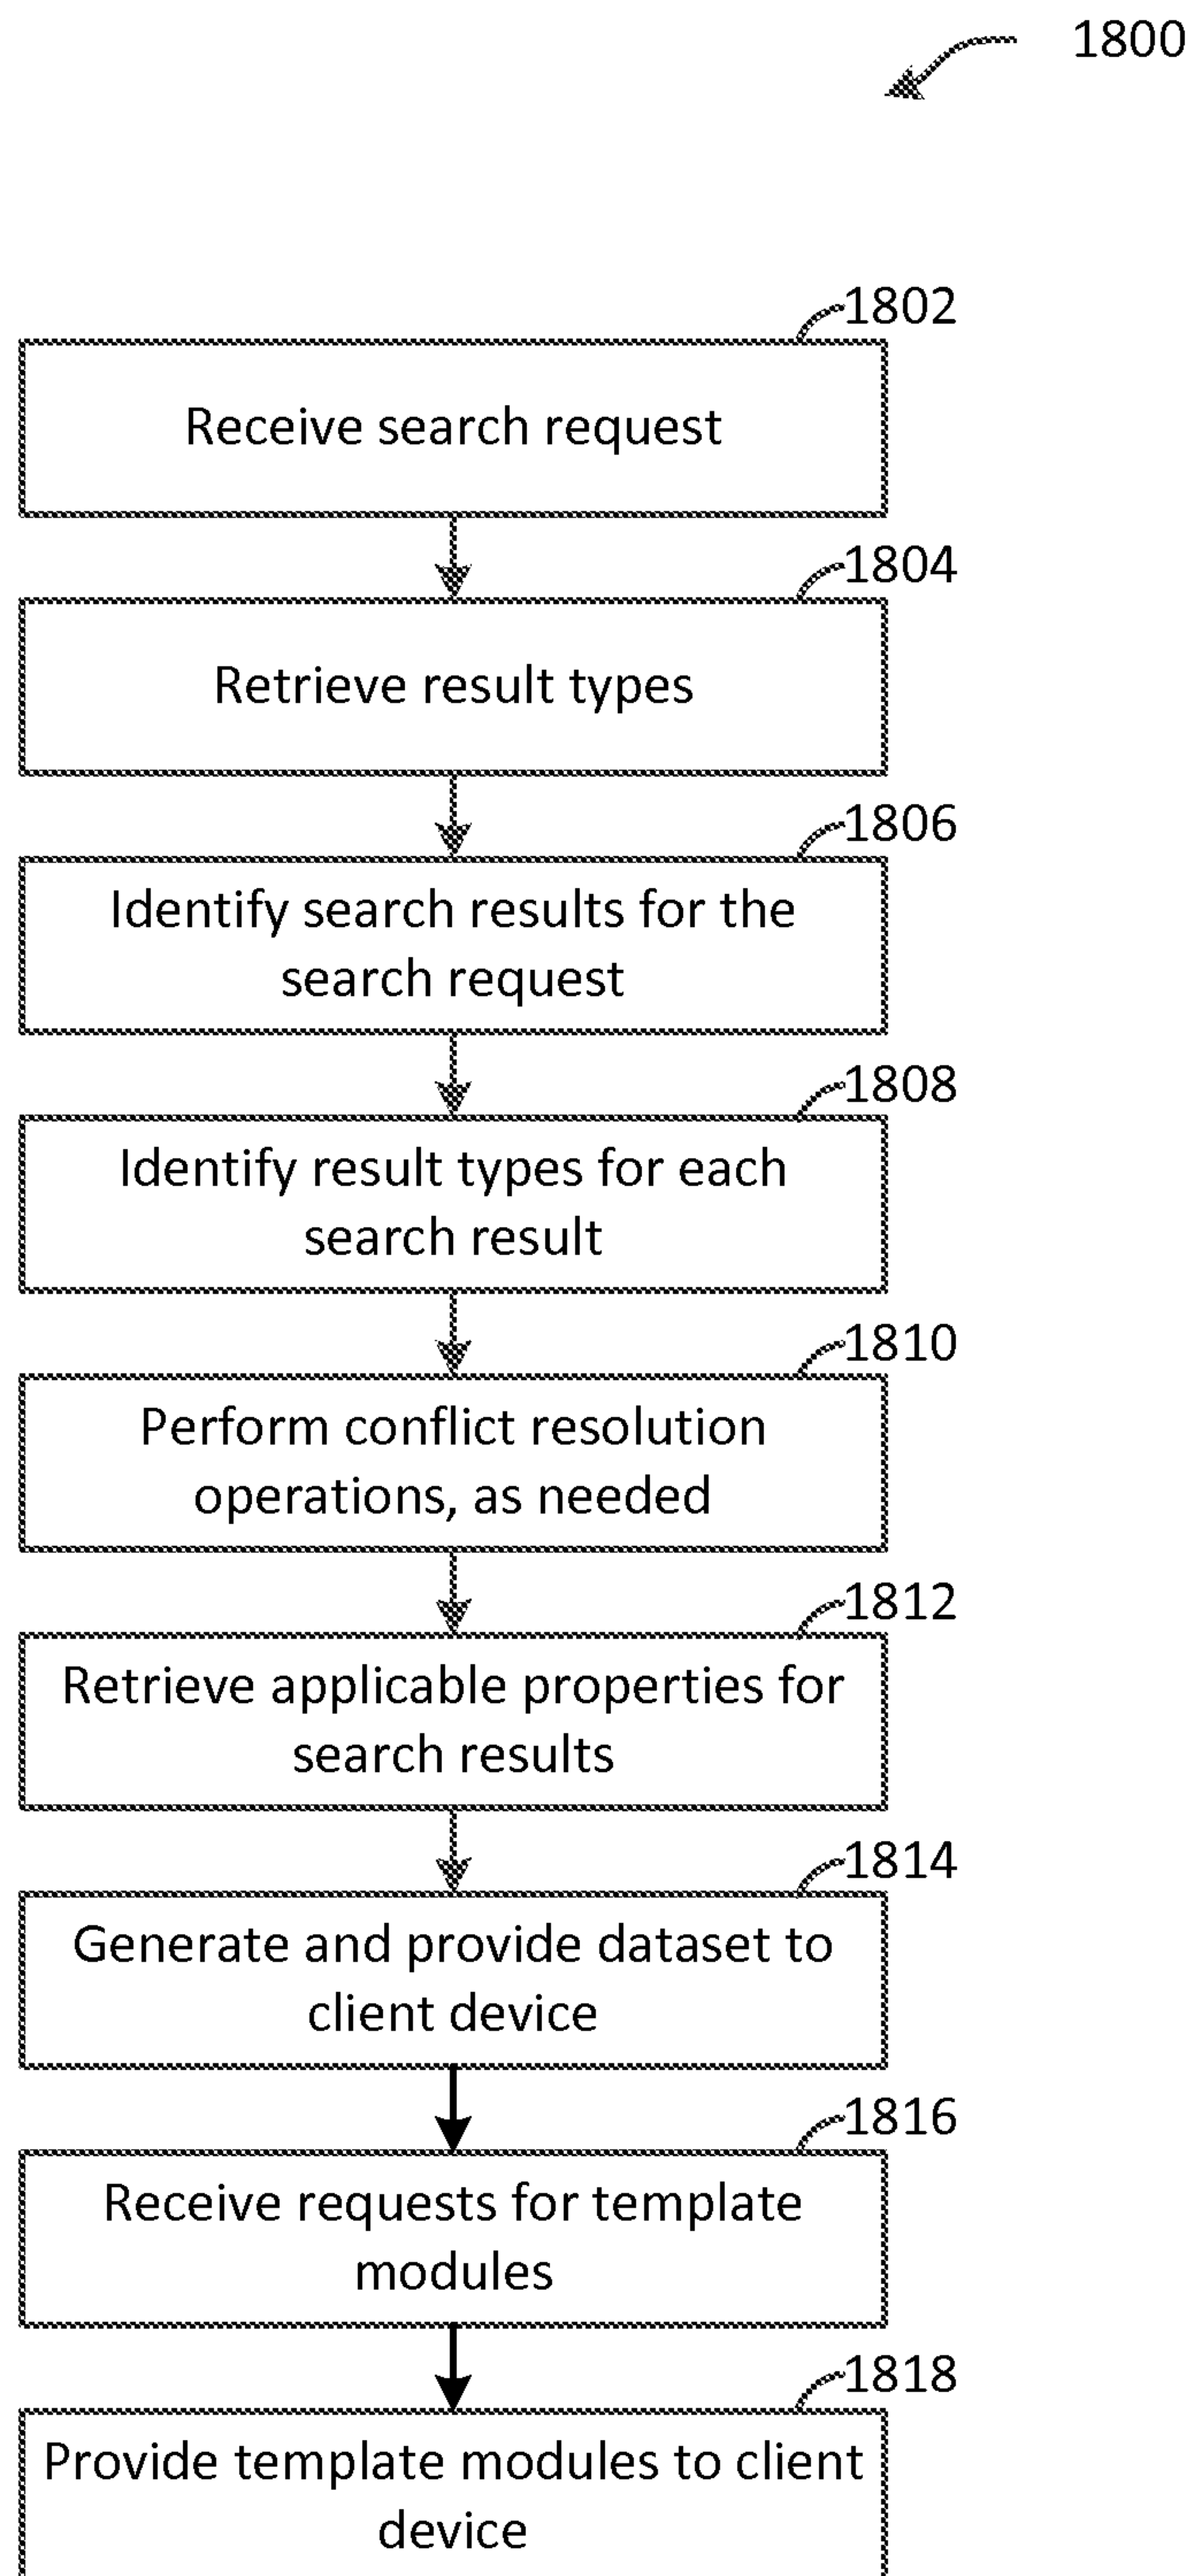 1800
1802
Receive search request
1804
Retrieve result types
1806
Identify search results for the
search request
1808
Identify result types for each
search result
1810
Perform conflict resolution
operations, as needed
1812
Retrieve applicable properties for
search results
1814
Generate and provide dataset to
client device
1816
Receive requests for template
modules
1818
Provide template modules to client
device